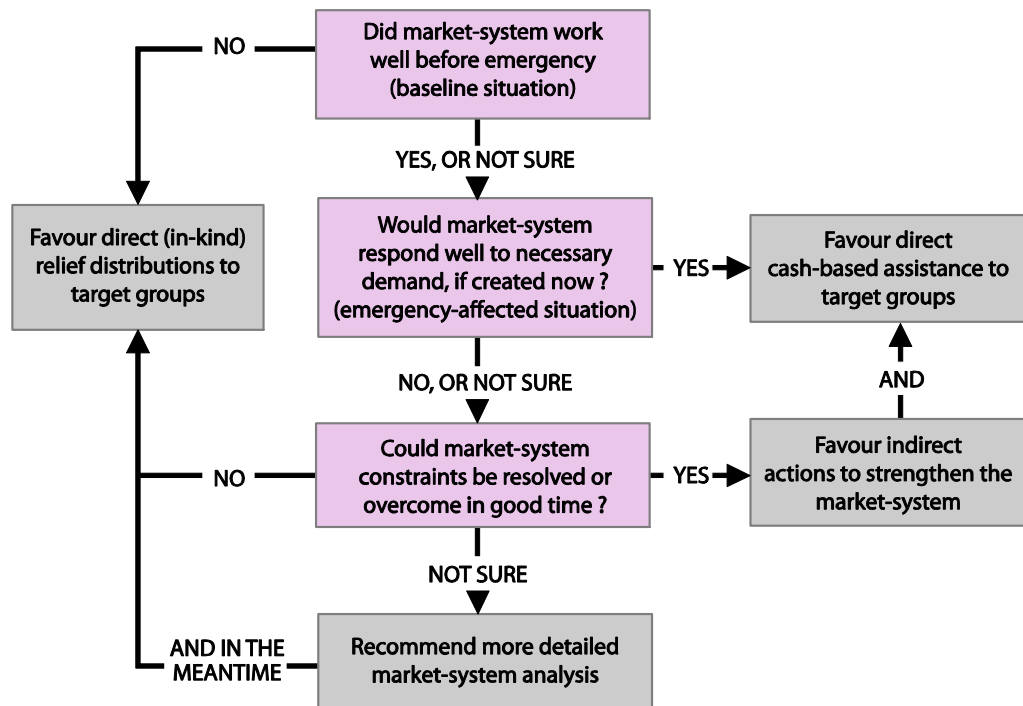 Did market-system work
well before emergency
(baseline situation)
NO
YES, OR NOT SURE
Favour direct (in-kind)
relief distributions to
target groups
Would market-system
respond well to necessary
demand, if created now ?
(emergency-affected situation)
YES
Favour direct
cash-based assistance to
target groups
NO, OR NOT SURE
AND
Could market-system
constraints be resolved or
overcome in good time ?
NO
YES
Favour indirect
actions to strengthen the
market-system
NOT SURE
Recommend more detailed
market-system analysis
AND IN THE
MEANTIME